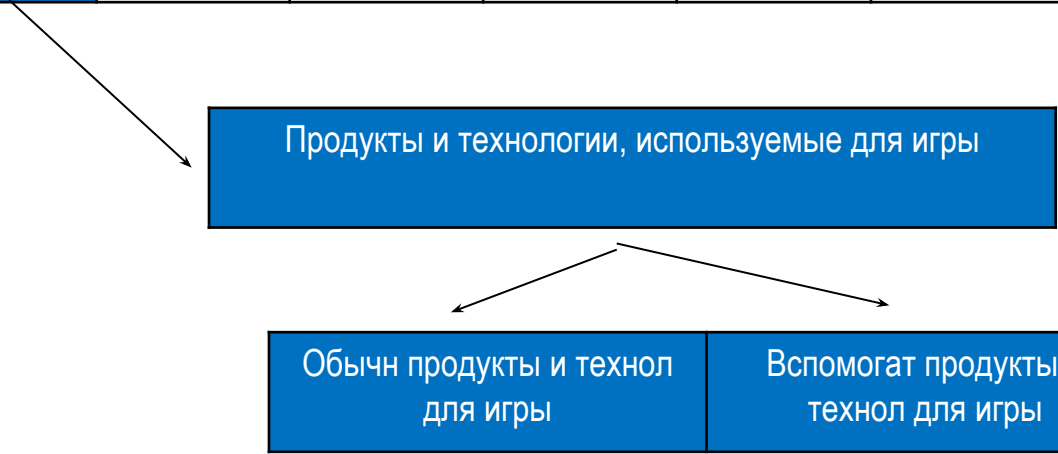 Продукты и технологии, используемые для игры
Обычн продукты и технол
для игры
Вспомогат продукты
технол для игры